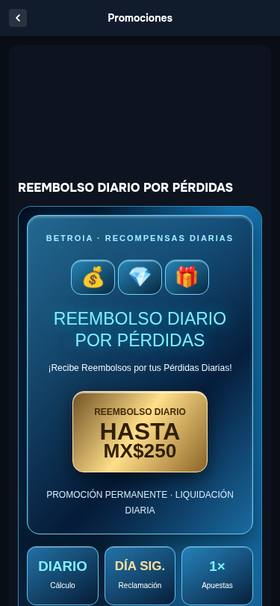 Promociones
REEMBOLSO DIARIO POR PÉRDIDAS
BETROIA · RECOMPENSAS DIARIAS
REEMBOLSO DIARIO
POR PÉRDIDAS
¡Recibe Reembolsos por tus Pérdidas Diarias!
REEMBOLSO DIARIO
HASTA
MX$250
PROMOCIÓN PERMANENTE · LIQUIDACIÓN
DIARIA
DIARIO
Cálculo
DÍA SIG.
Reclamación
1×
Apuestas